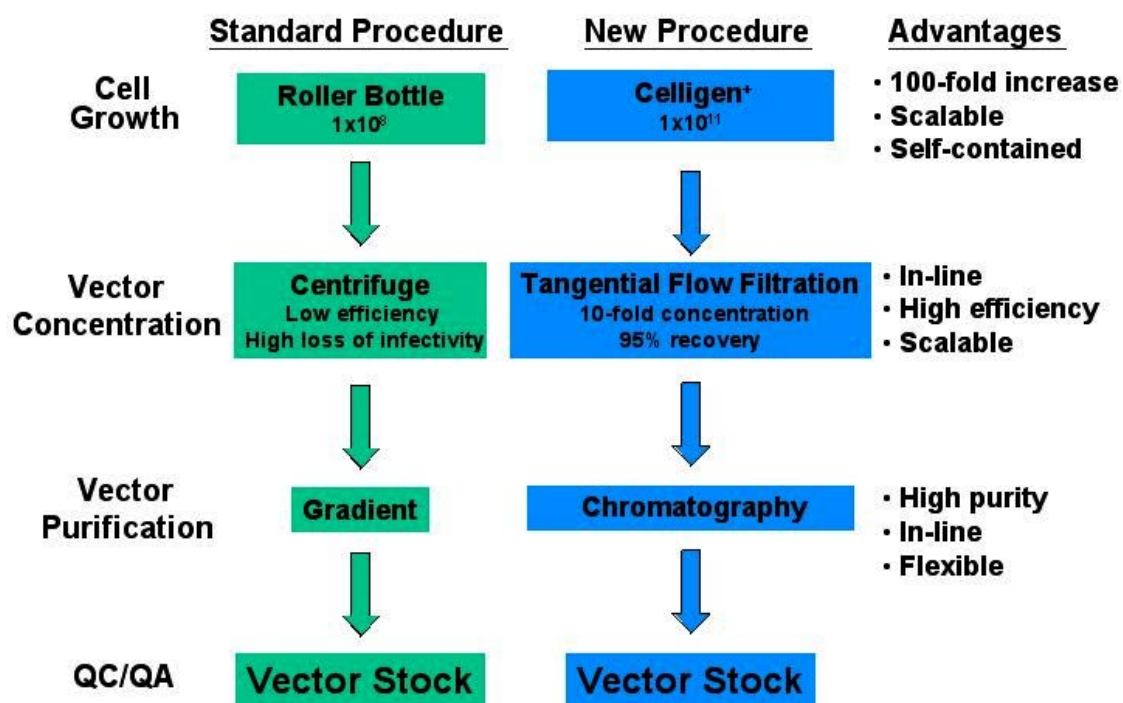 Standard Procedure
New Procedure
Advantages
Cell
Growth
Roller Bottle
1x10⁸
Celligen⁺
1x10¹¹
• 100-fold increase
• Scalable
• Self-contained
Vector
Concentration
Centrifuge
Low efficiency
High loss of infectivity
Tangential Flow Filtration
10-fold concentration
95% recovery
• In-line
• High efficiency
• Scalable
Vector
Purification
Gradient
Chromatography
• High purity
• In-line
• Flexible
QC/QA
Vector Stock
Vector Stock